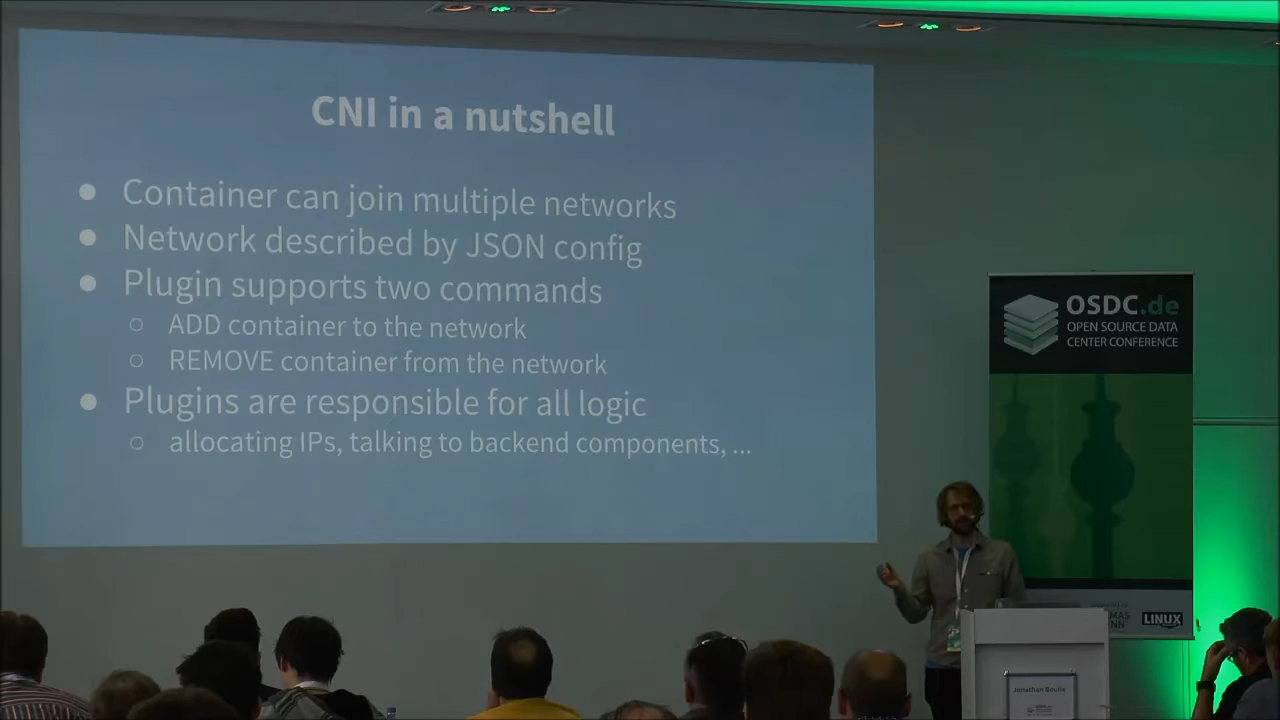 CNI in a nutshell
● Container can join multiple networks
● Network described by JSON config
● Plugin supports two commands
○ ADD container to the network
○ REMOVE container from the network
● Plugins are responsible for all logic
○ allocating IPs, talking to backend components, ...
OSDC.de
OPEN SOURCE DATA
CENTER CONFERENCE
LINUX
Jonathan Boulle